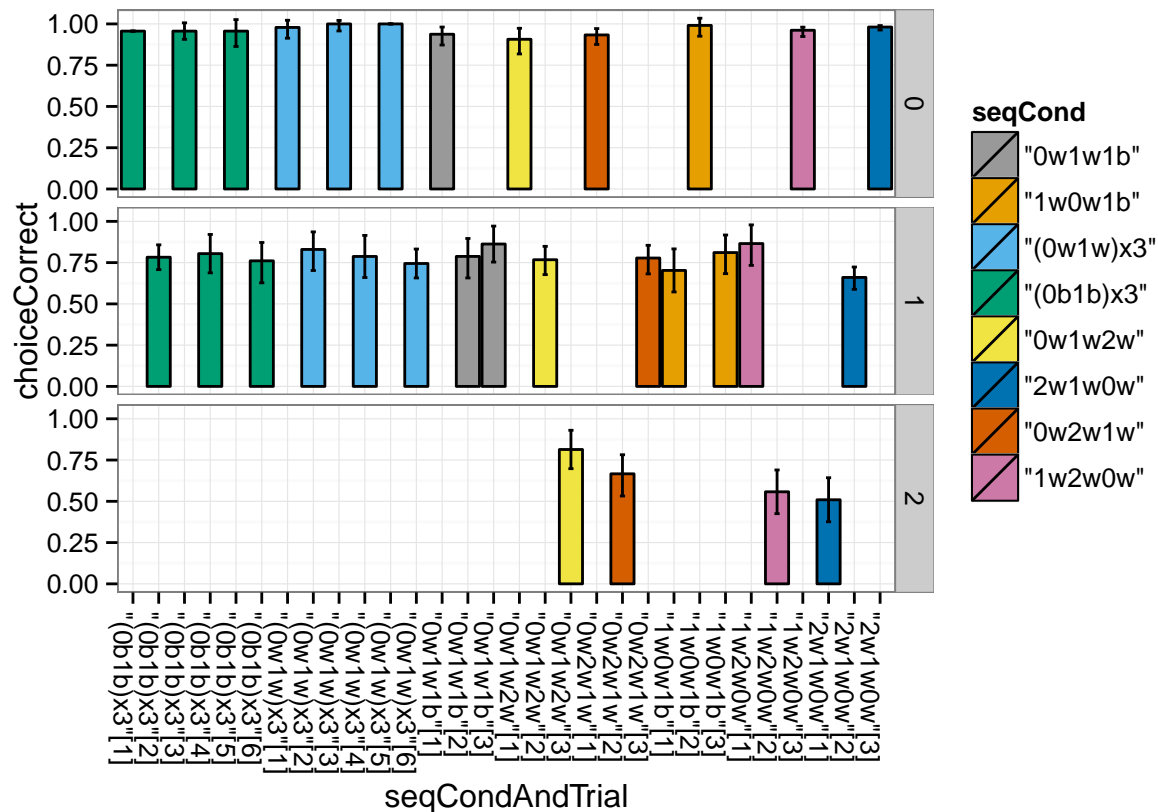 choiceCorrect
1.00
0.75
0.50
0.25
0.00
0
1.00
0.75
0.50
0.25
0.00
1
1.00
0.75
0.50
0.25
0.00
2
"(0b1b)x3"[1]
"(0b1b)x3"[2]
"(0b1b)x3"[3]
"(0b1b)x3"[4]
"(0b1b)x3"[5]
"(0b1b)x3"[6]
"(0w1w)x3"[1]
"(0w1w)x3"[2]
"(0w1w)x3"[3]
"(0w1w)x3"[4]
"(0w1w)x3"[5]
"(0w1w)x3"[6]
"0w1w1b"[1]
"0w1w1b"[2]
"0w1w1b"[3]
"0w1w2w"[1]
"0w1w2w"[2]
"0w1w2w"[3]
"0w2w1w"[1]
"0w2w1w"[2]
"0w2w1w"[3]
"1w0w1b"[1]
"1w0w1b"[2]
"1w0w1b"[3]
"1w2w0w"[1]
"1w2w0w"[2]
"1w2w0w"[3]
"2w1w0w"[1]
"2w1w0w"[2]
"2w1w0w"[3]
seqCondAndTrial
seqCond
"0w1w1b"
"1w0w1b"
"(0w1w)x3"
"(0b1b)x3"
"0w1w2w"
"2w1w0w"
"0w2w1w"
"1w2w0w"